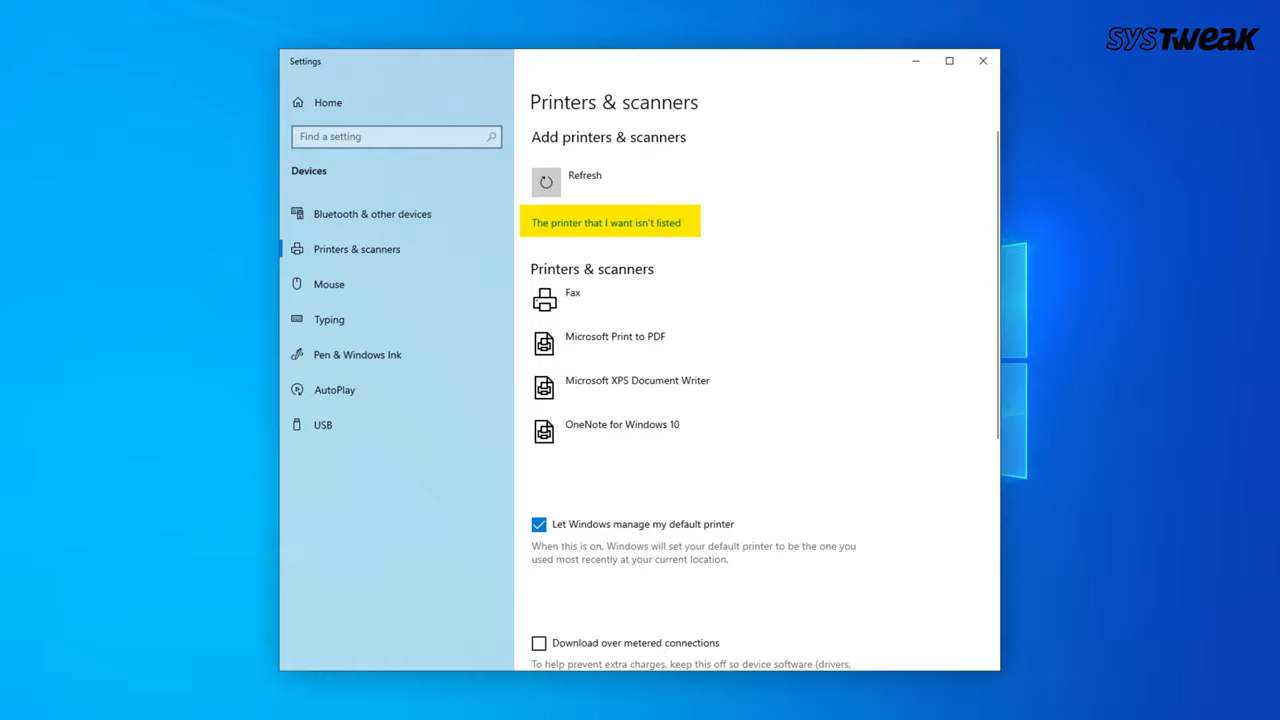 SYSTWEAK
Settings
Home
Find a setting
Devices
Bluetooth & other devices
Printers & scanners
Mouse
Typing
Pen & Windows Ink
AutoPlay
USB
Printers & scanners
Add printers & scanners
Refresh
The printer that I want isn't listed
Printers & scanners
Fax
Microsoft Print to PDF
Microsoft XPS Document Writer
OneNote for Windows 10
Let Windows manage my default printer
When this is on, Windows will set your default printer to be the one you
used most recently at your current location.
Download over metered connections
To help prevent extra charges, keep this off so device software (drivers,